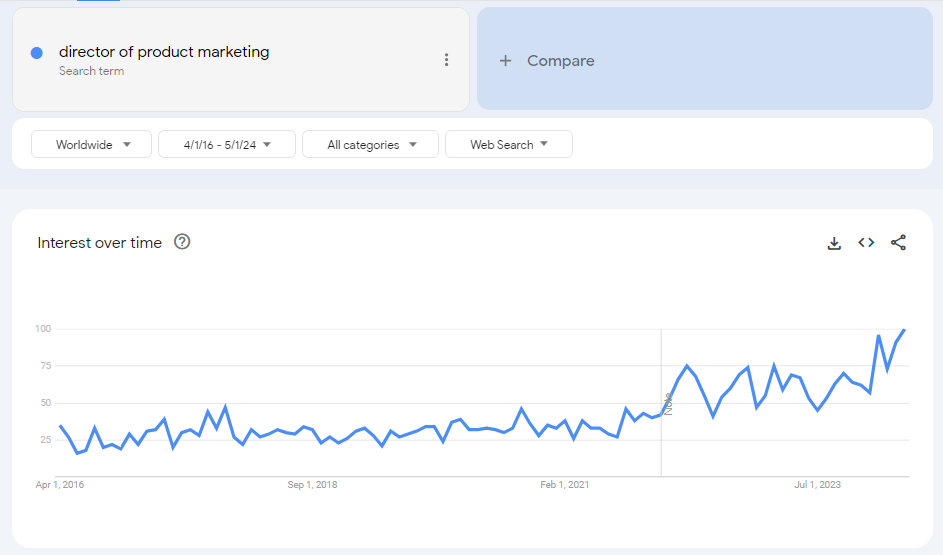 director of product marketing
Search term
+ Compare
Worldwide
4/1/16 - 5/1/24
All categories
Web Search
Interest over time
100
75
50
25
Note
Apr 1, 2016
Sep 1, 2018
Feb 1, 2021
Jul 1, 2023